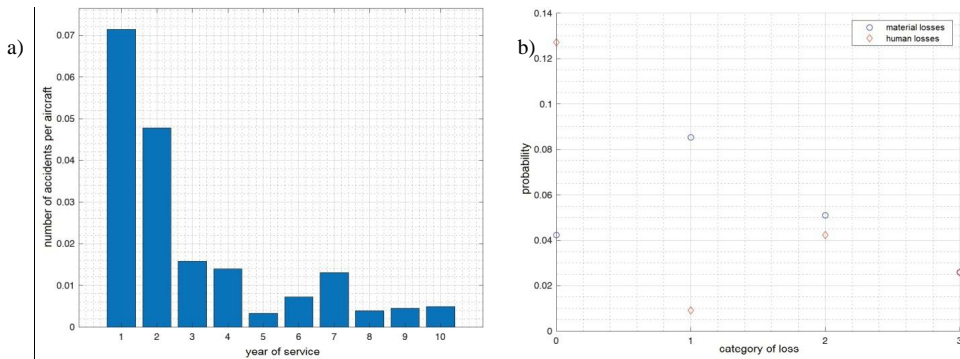 a)
number of accidents per aircraft
0.07
0.06
0.05
0.04
0.03
0.02
0.01
0
1 2 3 4 5 6 7 8 9 10
year of service
b)
probability
0.14
0.12
0.1
0.08
0.06
0.04
0.02
0
0 1 2 3
category of loss
material losses
human losses